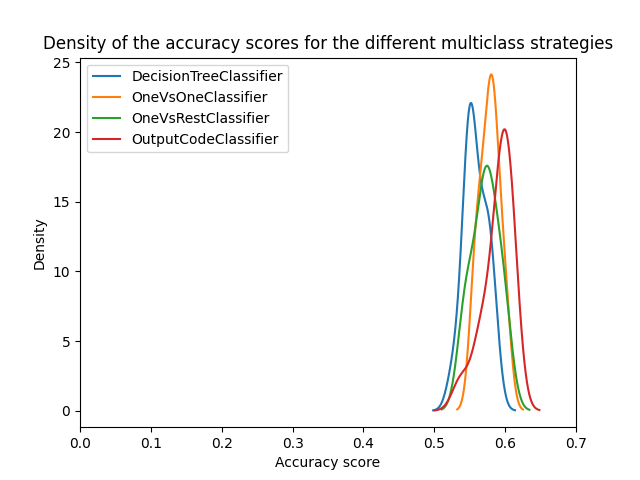 Density of the accuracy scores for the different multiclass strategies
25
20
15
10
5
0
Density
DecisionTreeClassifier
OneVsOneClassifier
OneVsRestClassifier
OutputCodeClassifier
0.0 0.1 0.2 0.3 0.4 0.5 0.6 0.7
Accuracy score